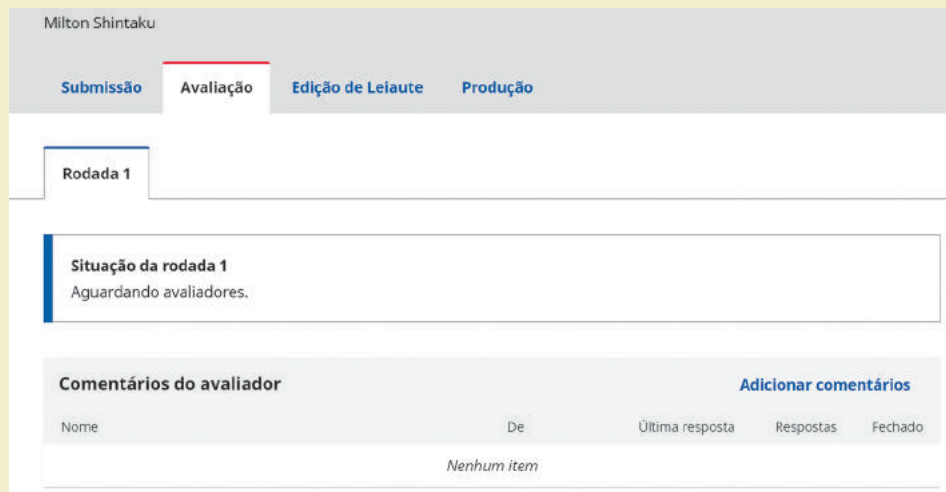 Milton Shintaku
Submissão Avaliação Edição de Leiaute Produção
Rodada 1
Situação da rodada 1
Aguardando avaliadores.
Comentários do avaliador Adicionar comentários
Nome De Última resposta Respostas Fechado
Nenhum item